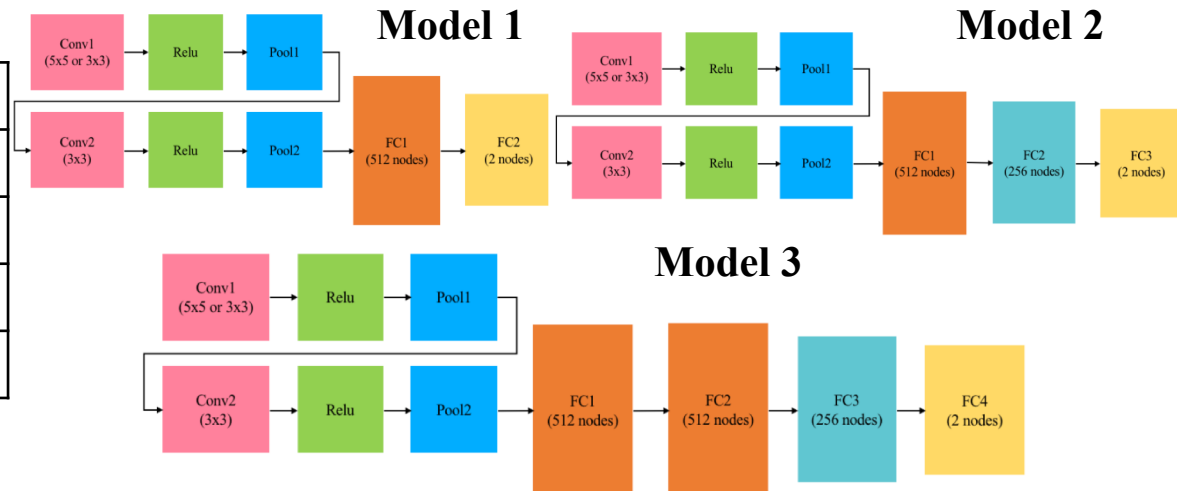 Model 1
Conv1
(5x5 or 3x3)
Relu
Pool1
Conv2
(3x3)
Relu
Pool2
FC1
(512 nodes)
FC2
(2 nodes)
Model 2
Conv1
(5x5 or 3x3)
Relu
Pool1
Conv2
(3x3)
Relu
Pool2
FC1
(512 nodes)
FC2
(256 nodes)
FC3
(2 nodes)
Model 3
Conv1
(5x5 or 3x3)
Relu
Pool1
Conv2
(3x3)
Relu
Pool2
FC1
(512 nodes)
FC2
(512 nodes)
FC3
(256 nodes)
FC4
(2 nodes)